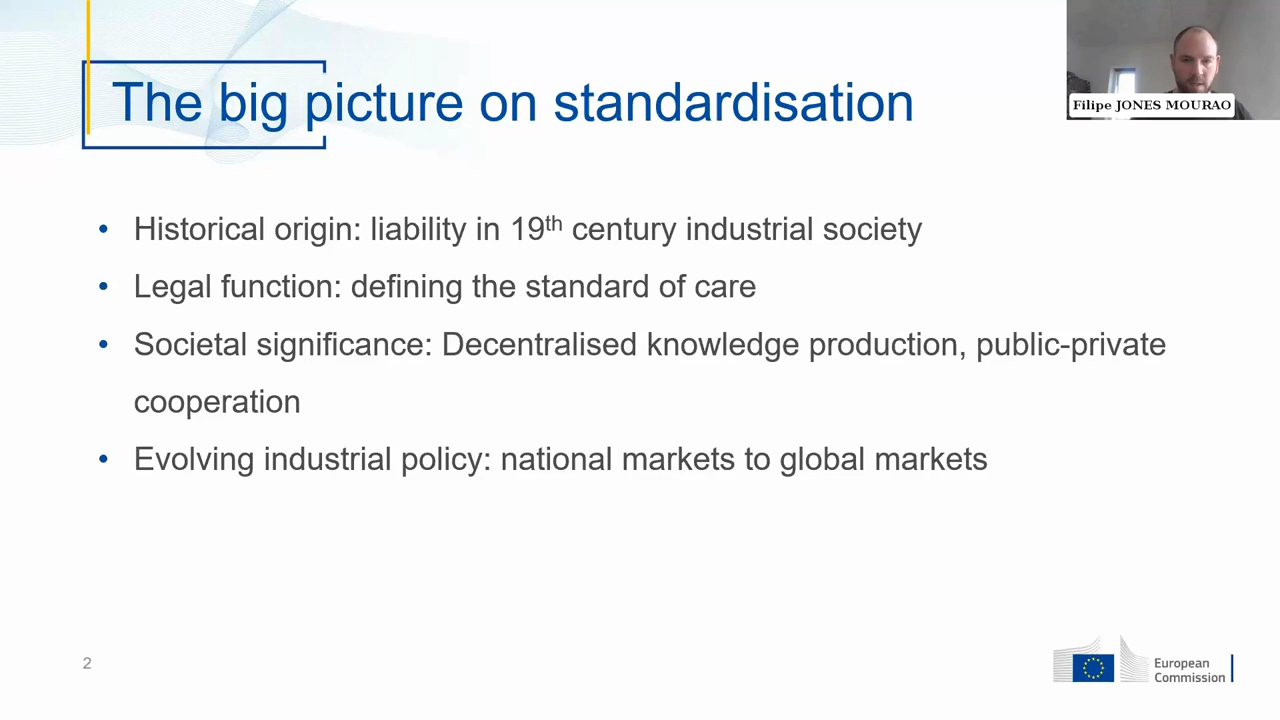 The big picture on standardisation
Filipe JONES MOURAO
• Historical origin: liability in 19th century industrial society
• Legal function: defining the standard of care
• Societal significance: Decentralised knowledge production, public-private
cooperation
• Evolving industrial policy: national markets to global markets
2
European
Commission